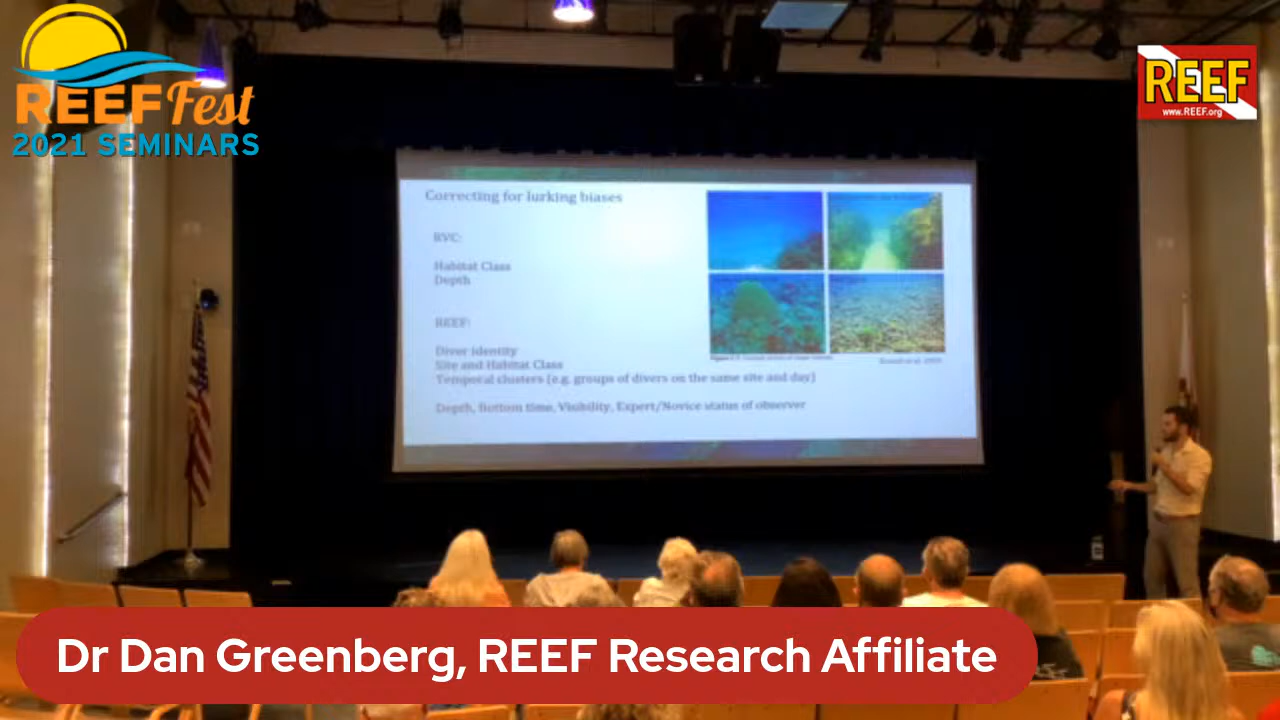 REEF Fest
2021 SEMINARS
REEF
www.REEF.org
Correcting for lurking biases
RVC:
Habitat Class
Depth
REEF:
Diver identity
Site and Habitat Class
Temporal clusters (e.g. groups of divers on the same site and day)
Depth, Bottom time, Visibility, Expert/Novice status of observer
Dr Dan Greenberg, REEF Research Affiliate